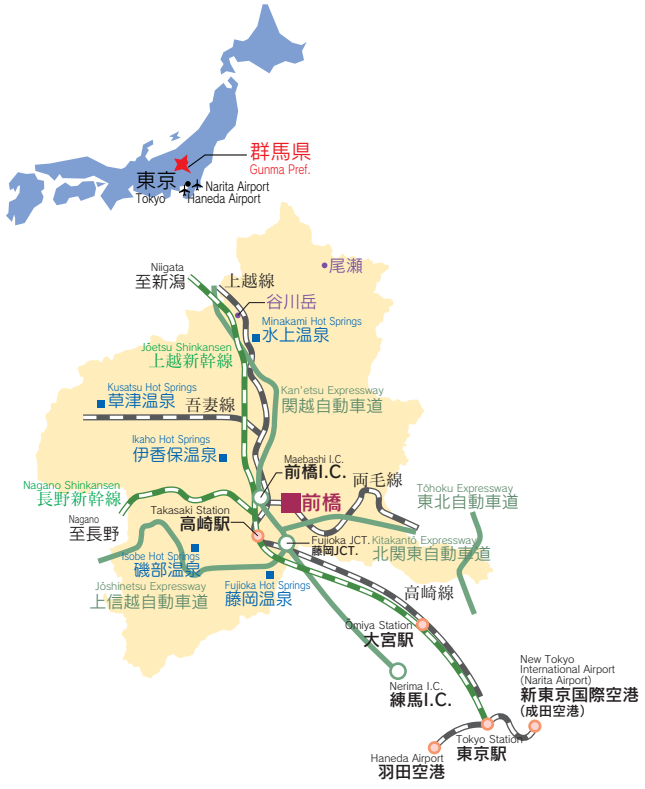 群馬県
Gunma Pref.
東京
Tokyo
Narita Airport
Haneda Airport
尾瀬
Niigata
至新潟
上越線
谷川岳
Minakami Hot Springs
水上温泉
Jōetsu Shinkansen
上越新幹線
Kusatsu Hot Springs
草津温泉
吾妻線
Kan'etsu Expressway
関越自動車道
Ikaho Hot Springs
伊香保温泉
Maebashi I.C.
前橋I.C.
両毛線
前橋
Nagano Shinkansen
長野新幹線
Takasaki Station
高崎駅
Tōhoku Expressway
東北自動車道
Nagano
至長野
Fujioka JCT.
藤岡JCT.
Kitakantō Expressway
北関東自動車道
Isobe Hot Springs
磯部温泉
Jōshinetsu Expressway
上信越自動車道
Fujioka Hot Springs
藤岡温泉
高崎線
Ōmiya Station
大宮駅
Nerima I.C.
練馬I.C.
New Tokyo
International Airport
(Narita Airport)
新東京国際空港
(成田空港)
Tokyo Station
東京駅
Haneda Airport
羽田空港